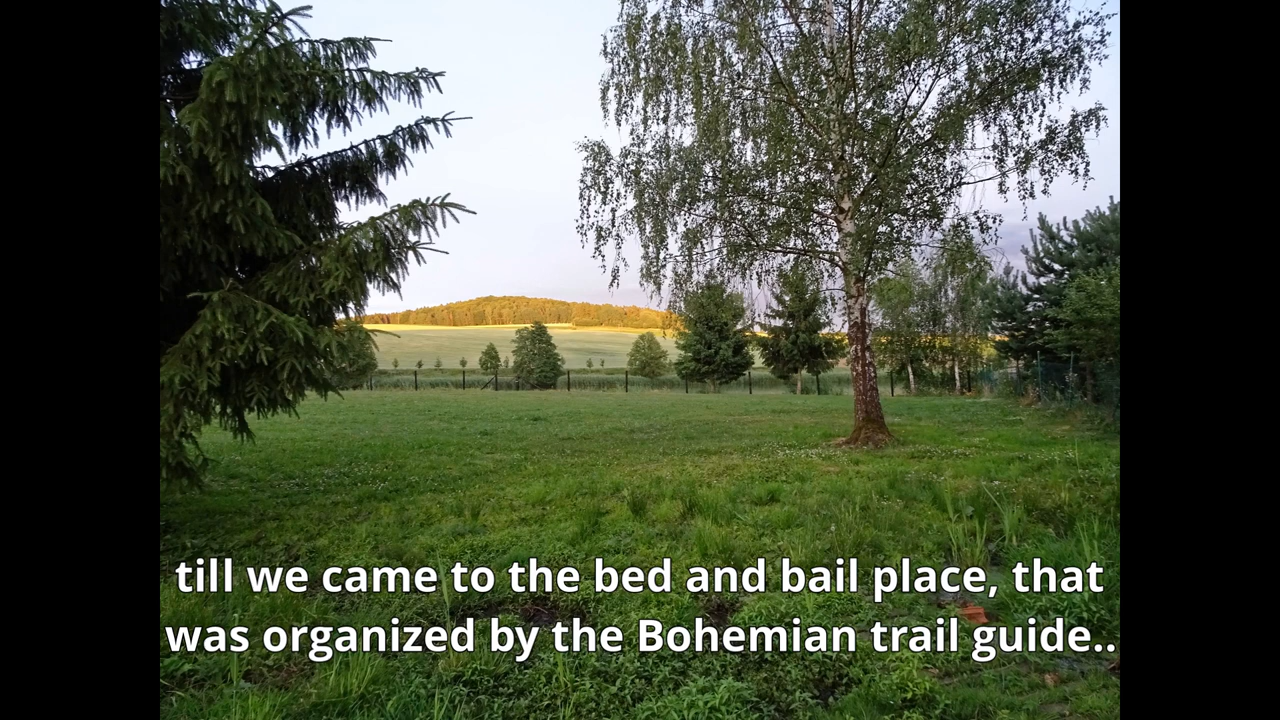 till we came to the bed and bail place, that
was organized by the Bohemian trail guide..